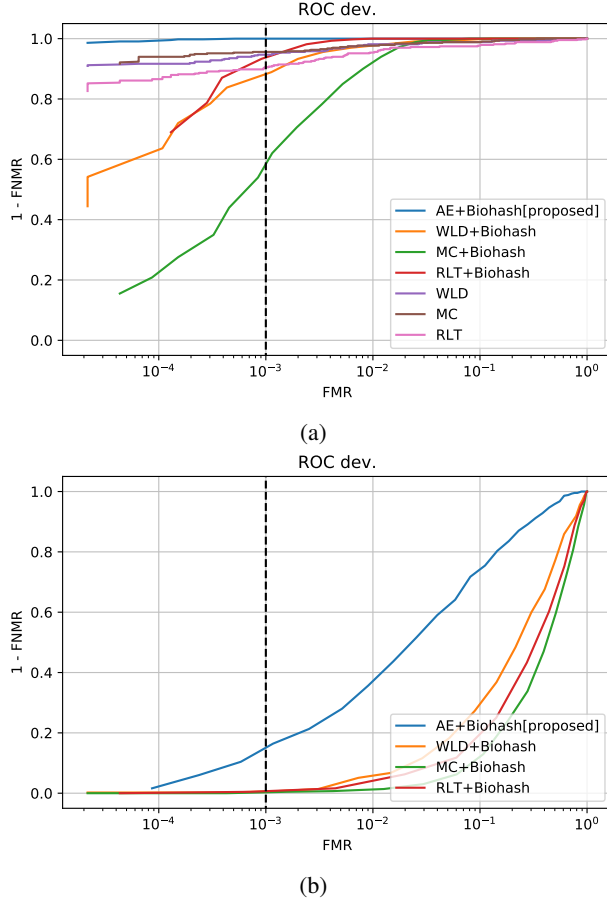 ROC dev.
1.0
0.8
0.6
0.4
0.2
0.0
1 - FNMR
AE+Biohash[proposed]
WLD+Biohash
MC+Biohash
RLT+Biohash
WLD
MC
RLT
10⁻⁴ 10⁻³ 10⁻² 10⁻¹ 10⁰
FMR
(a)
ROC dev.
1.0
0.8
0.6
0.4
0.2
0.0
1 - FNMR
AE+Biohash[proposed]
WLD+Biohash
MC+Biohash
RLT+Biohash
10⁻⁴ 10⁻³ 10⁻² 10⁻¹ 10⁰
FMR
(b)